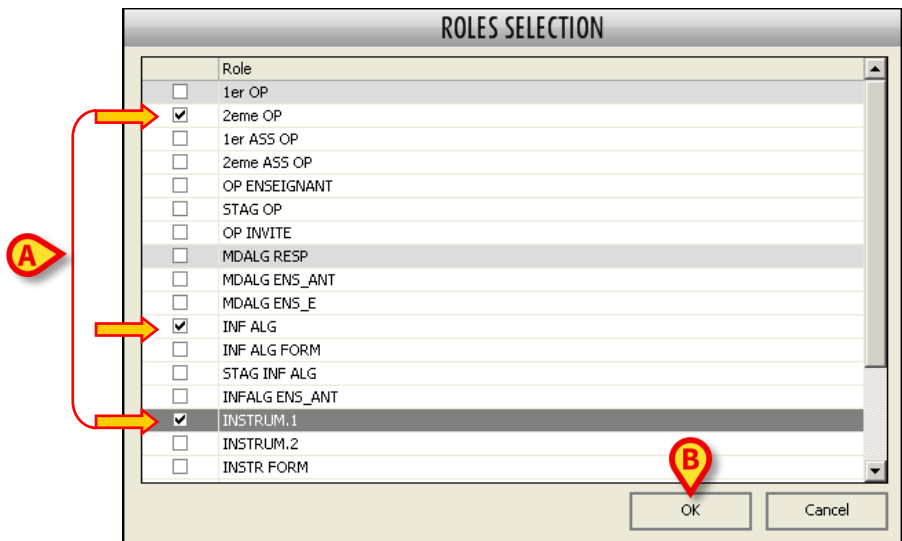 ROLES SELECTION
Role
1er OP
2eme OP
1er ASS OP
2eme ASS OP
OP ENSEIGNANT
STAG OP
OP INVITE
A
MDALG RESP
MDALG ENS_ANT
MDALG ENS_E
INF ALG
INF ALG FORM
STAG INF ALG
INFALG ENS_ANT
INSTRUM.1
INSTRUM.2
INSTR FORM
B
OK
Cancel